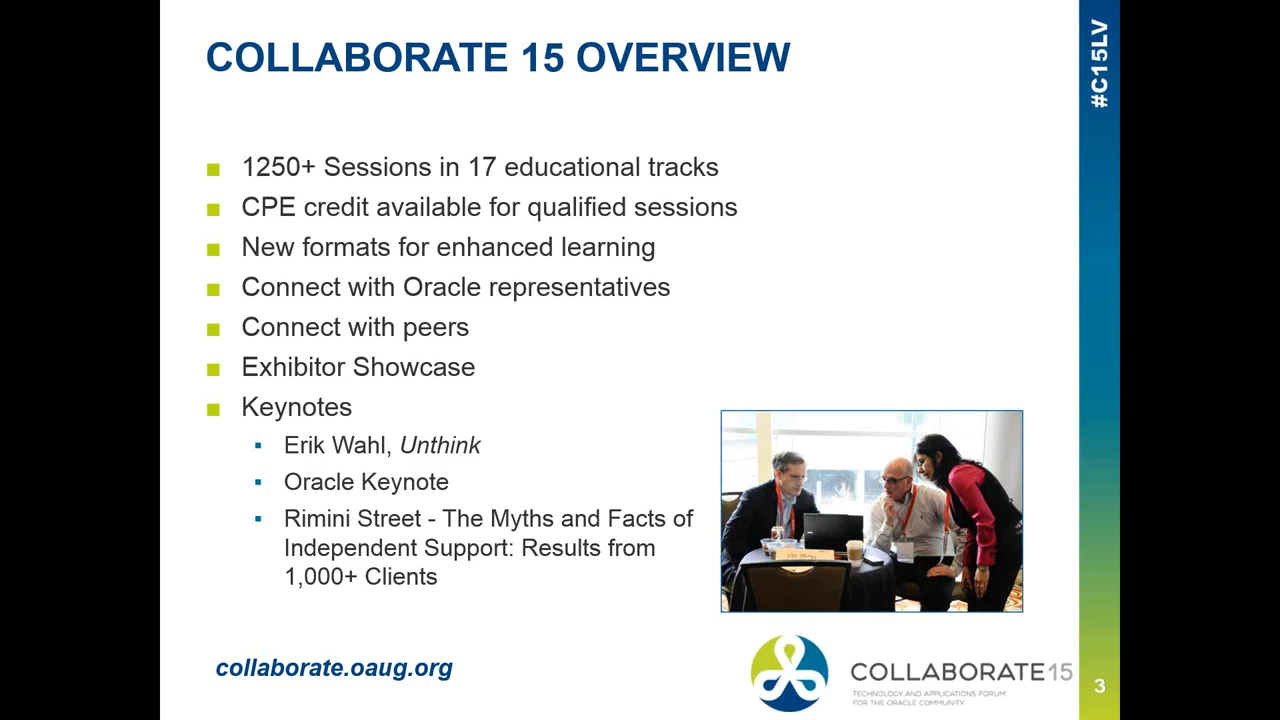 COLLABORATE 15 OVERVIEW
#C15LV
1250+ Sessions in 17 educational tracks
CPE credit available for qualified sessions
New formats for enhanced learning
Connect with Oracle representatives
Connect with peers
Exhibitor Showcase
Keynotes
Erik Wahl, Unthink
Oracle Keynote
Rimini Street - The Myths and Facts of
Independent Support: Results from
1,000+ Clients
collaborate.oaug.org
COLLABORATE15
TECHNOLOGY AND APPLICATIONS FORUM
FOR THE ORACLE COMMUNITY
3